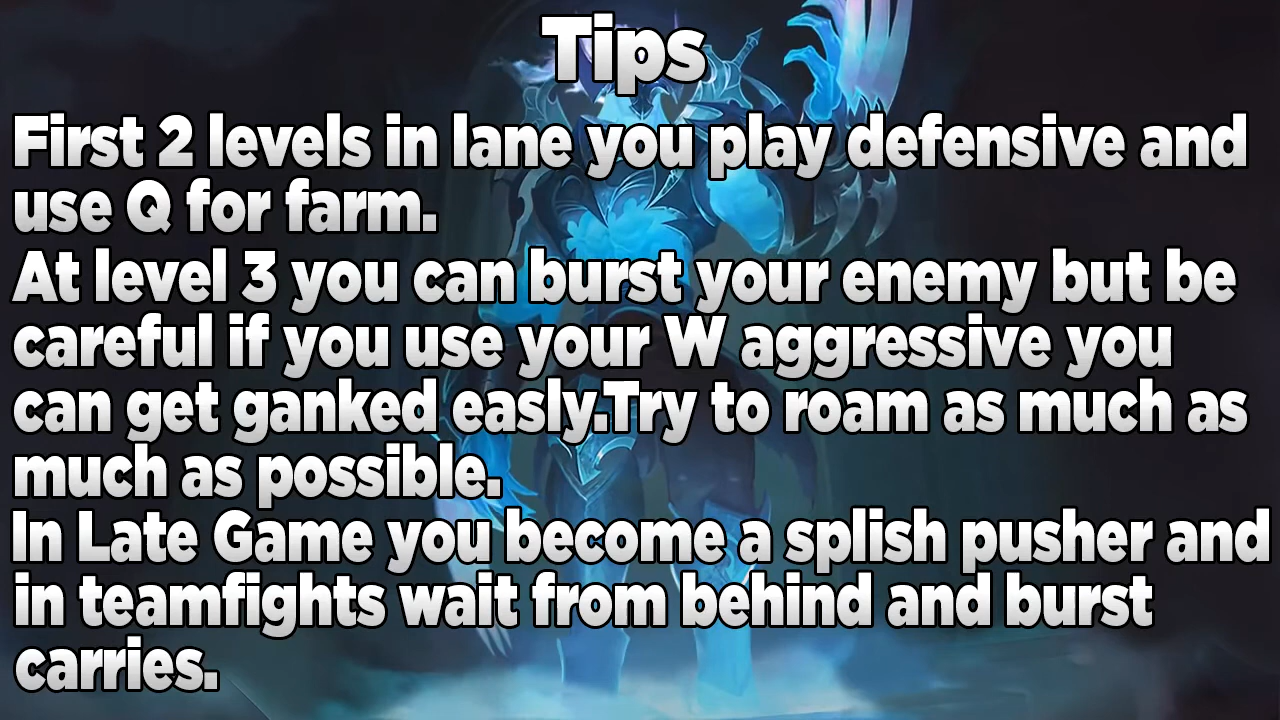 Tips
First 2 levels in lane you play defensive and
use Q for farm.
At level 3 you can burst your enemy but be
careful if you use your W aggressive you
can get ganked easly.Try to roam as much as
much as possible.
In Late Game you become a splish pusher and
in teamfights wait from behind and burst
carries.